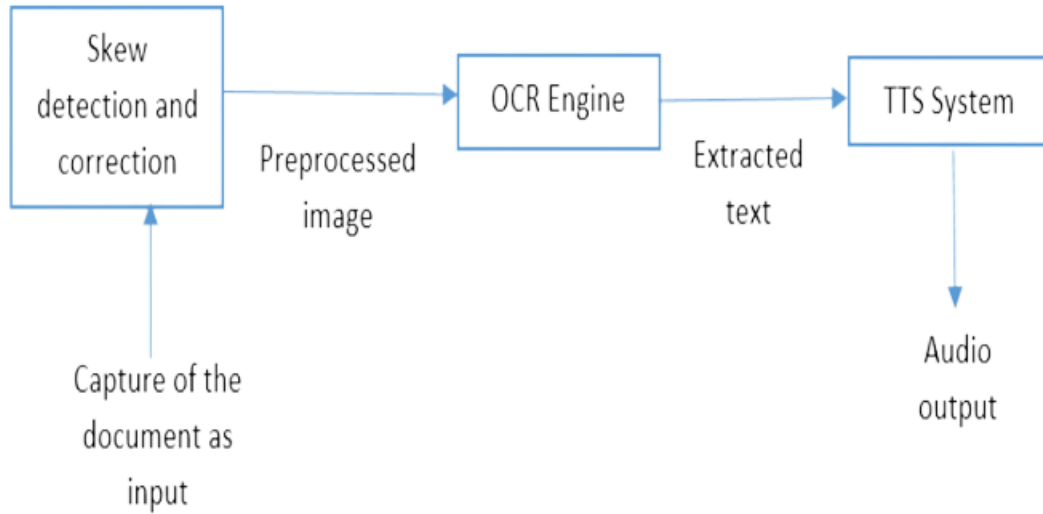 Skew
detection and
correction
Preprocessed
image
OCR Engine
Extracted
text
TTS System
Capture of the
document as
input
Audio
output